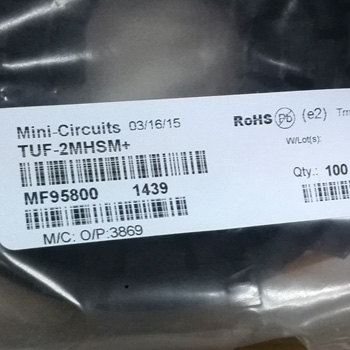 Mini-Circuits 03/16/15
TUF-2MHSM+
MF95800 1439
M/C: O/P:3869
RoHS Pb (e2)
W/Lot(s):
Qty.: 100